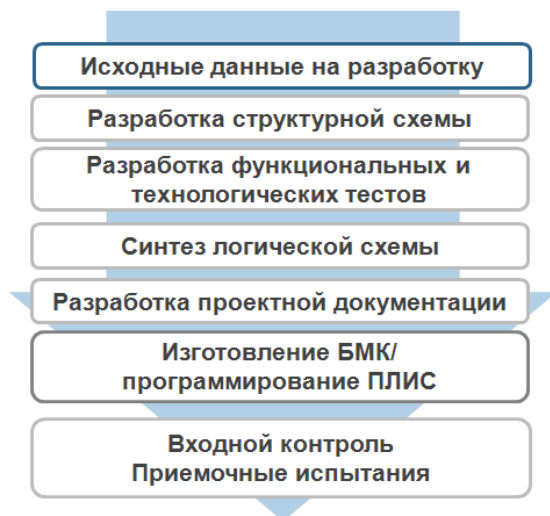 Исходные данные на разработку
Разработка структурной схемы
Разработка функциональных и
технологических тестов
Синтез логической схемы
Разработка проектной документации
Изготовление БМК/
программирование ПЛИС
Входной контроль
Приемочные испытания